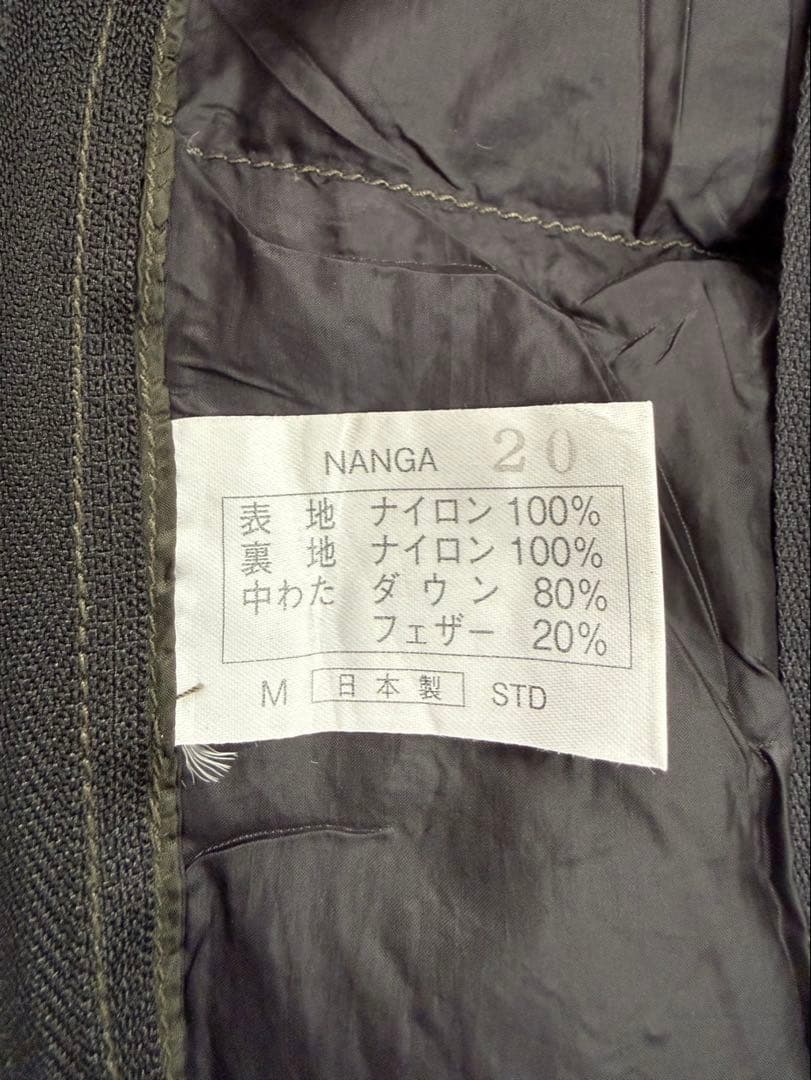 NANGA 20
表 地 ナイロン 100%
裏 地 ナイロン 100%
中わた ダウン 80%
フェザー 20%
M 日本製 STD